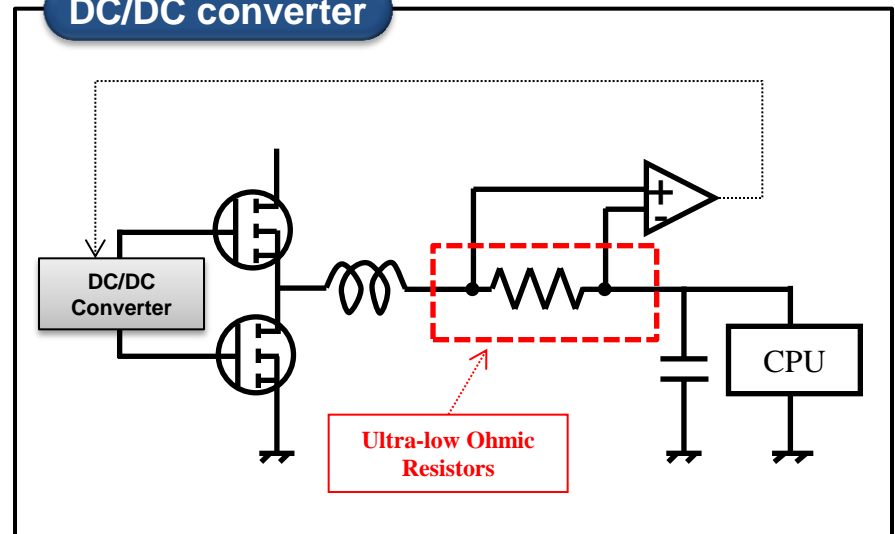 DC/DC converter
+
-
DC/DC
Converter
CPU
Ultra-low Ohmic
Resistors